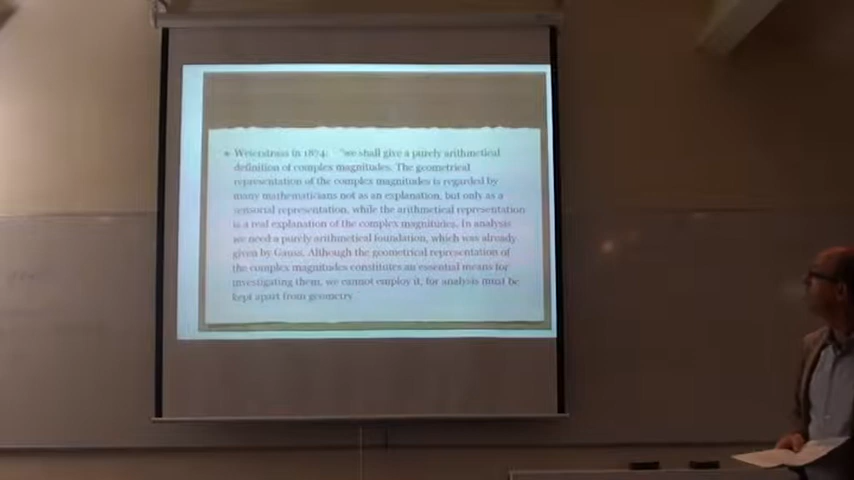 Weierstrass in 1874: "we shall give a purely arithmetical
definition of complex magnitudes. The geometrical
representation of the complex magnitudes is regarded by
many mathematicians not as an explanation, but only as a
sensorial representation, while the arithmetical representation
is a real explanation of the complex magnitudes. In analysis
we need a purely arithmetical foundation, which was already
given by Gauss. Although the geometrical representation of
the complex magnitudes constitutes an essential means for
investigating them, we cannot employ it, for analysis must be
kept apart from geometry